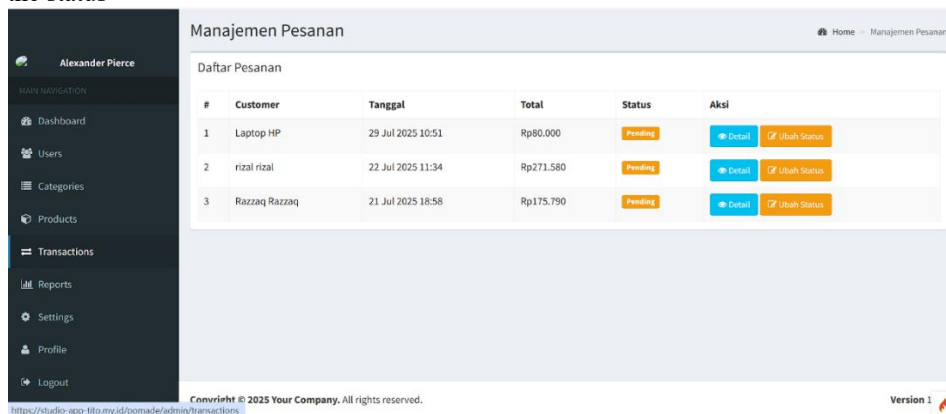 Manajemen Pesanan
Home > Manajemen Pesanan
Alexander Pierce
MAIN NAVIGATION
Dashboard
Users
Categories
Products
Transactions
Reports
Settings
Profile
Logout
Daftar Pesanan
# Customer Tanggal Total Status Aksi
1 Laptop HP 29 Jul 2025 10:51 Rp80.000 Pending Detail Ubah Status
2 rizal rizal 22 Jul 2025 11:34 Rp271.580 Pending Detail Ubah Status
3 Razzaq Razzaq 21 Jul 2025 18:58 Rp175.790 Pending Detail Ubah Status
Copyright © 2025 Your Company. All rights reserved.
Version 1
https://studio-app-tito.my.id/pomade/admin/transactions